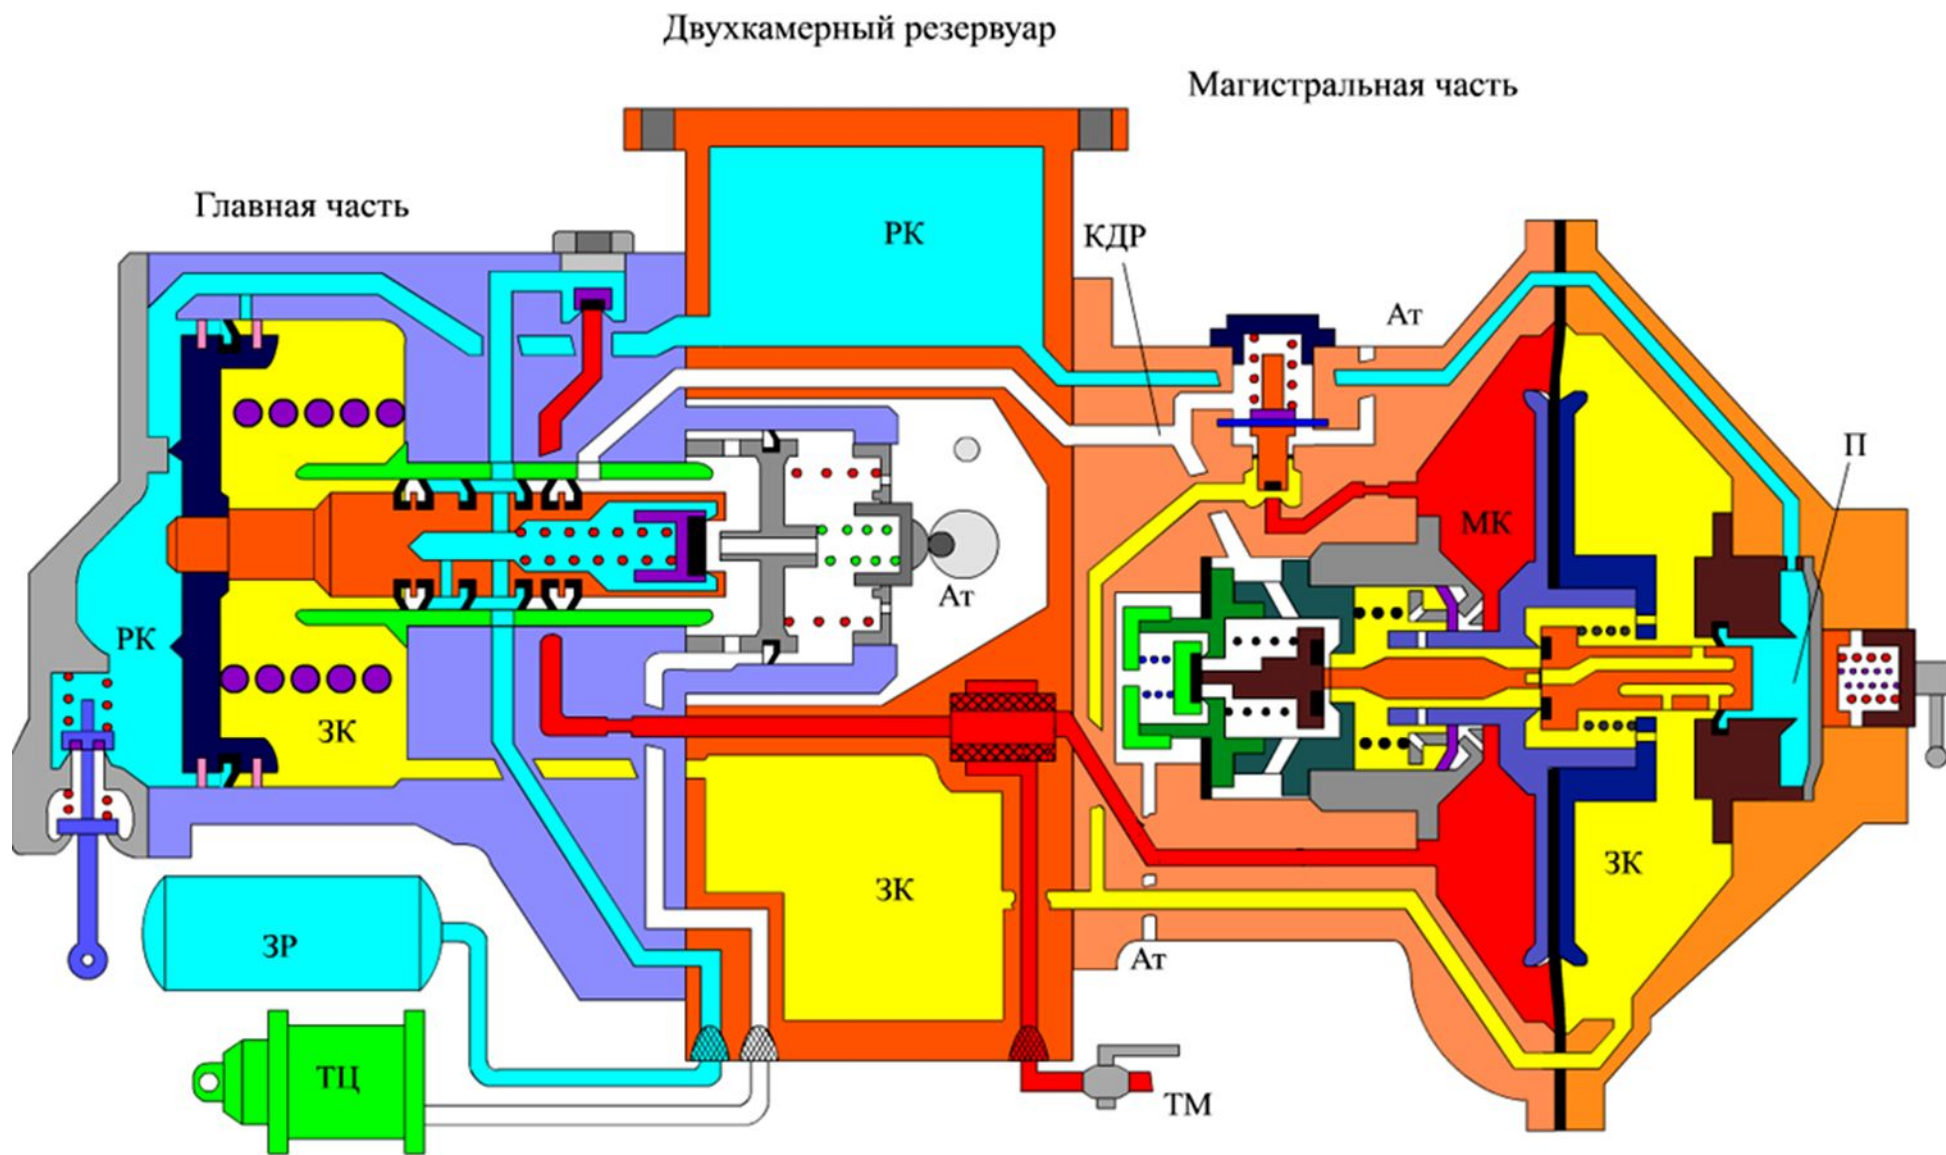 Двухкамерный резервуар
Магистральная часть
Главная часть
РК
КДР
Ат
П
МК
Ат
РК
ЗК
ЗК
ЗК
ЗР
Ат
ТЦ
ТМ